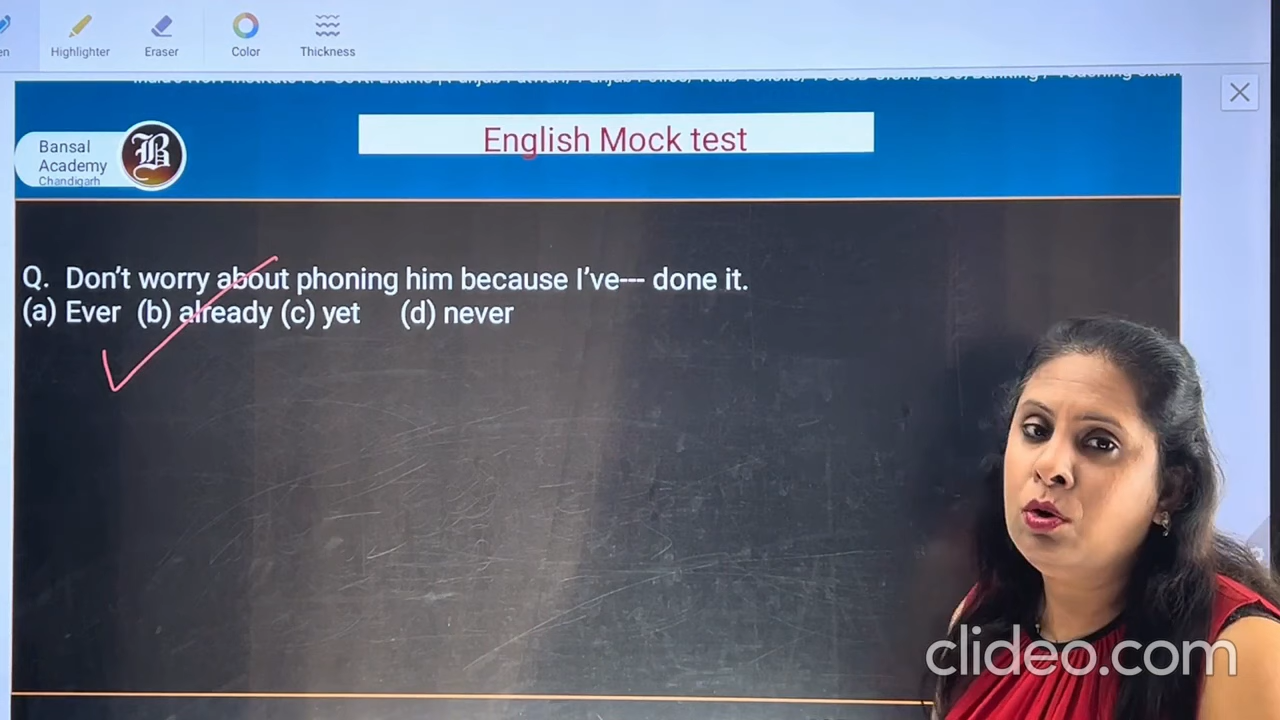 Highlighter Eraser Color Thickness
English Mock test
Bansal
Academy
Chandigarh
B
Q. Don't worry about phoning him because I've--- done it.
(a) Ever (b) already (c) yet (d) never
clideo.com